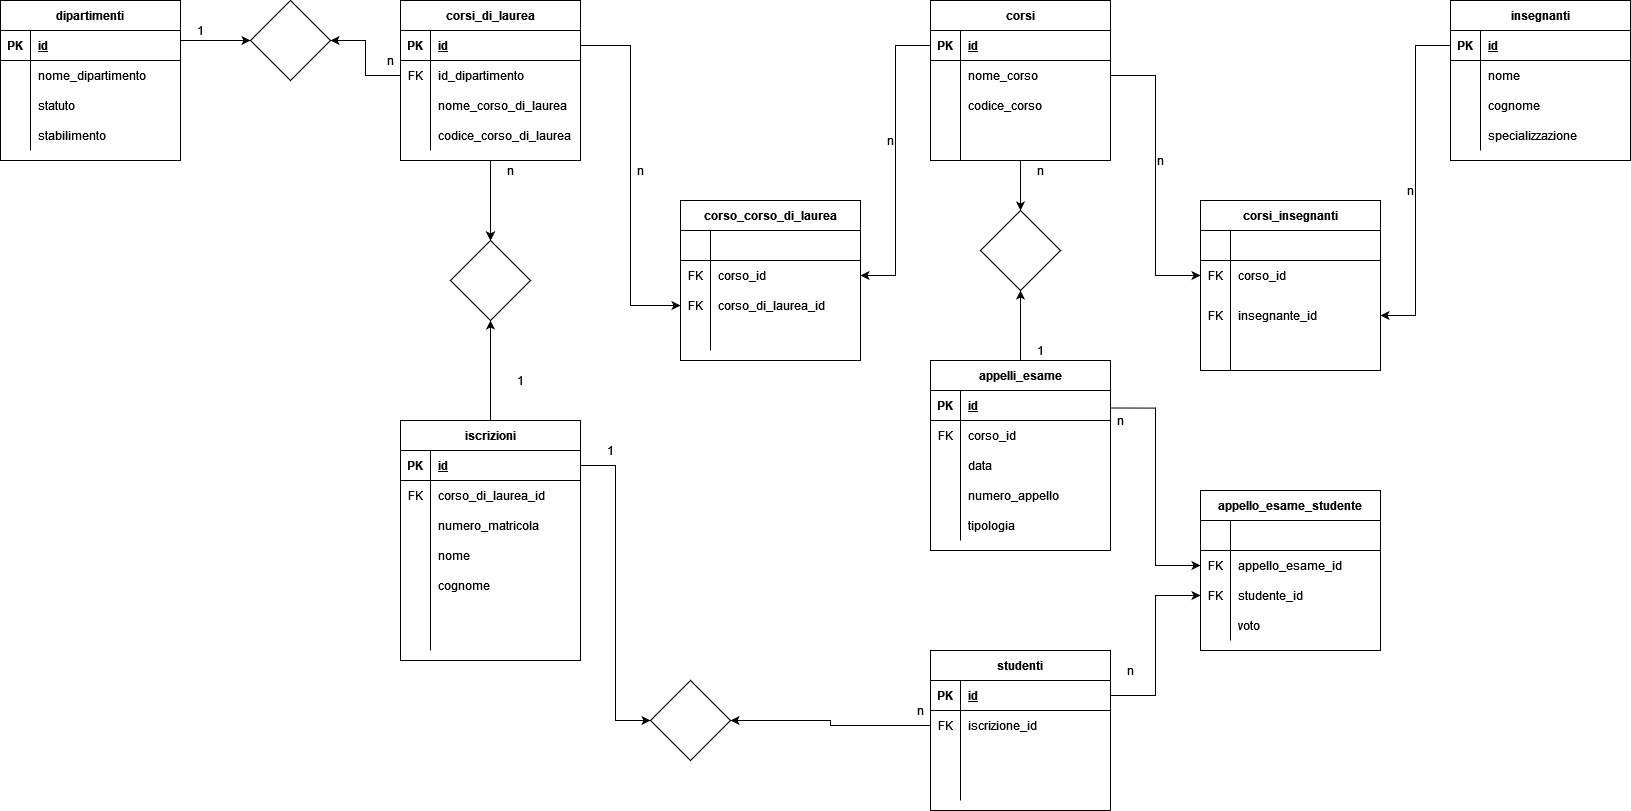 dipartimenti
PK id
nome_dipartimento
statuto
stabilimento
1
n
corsi_di_laurea
PK id
FK id_dipartimento
nome_corso_di_laurea
codice_corso_di_laurea
n
n
corsi
PK id
nome_corso
codice_corso
n
n
n
insegnanti
PK id
nome
cognome
specializzazione
n
corso_corso_di_laurea
FK corso_id
FK corso_di_laurea_id
corsi_insegnanti
FK corso_id
FK insegnante_id
1
1
appelli_esame
PK id
FK corso_id
data
numero_appello
tipologia
n
iscrizioni
PK id
FK corso_di_laurea_id
numero_matricola
nome
cognome
1
appello_esame_studente
FK appello_esame_id
FK studente_id
voto
studenti
PK id
FK iscrizione_id
n
n